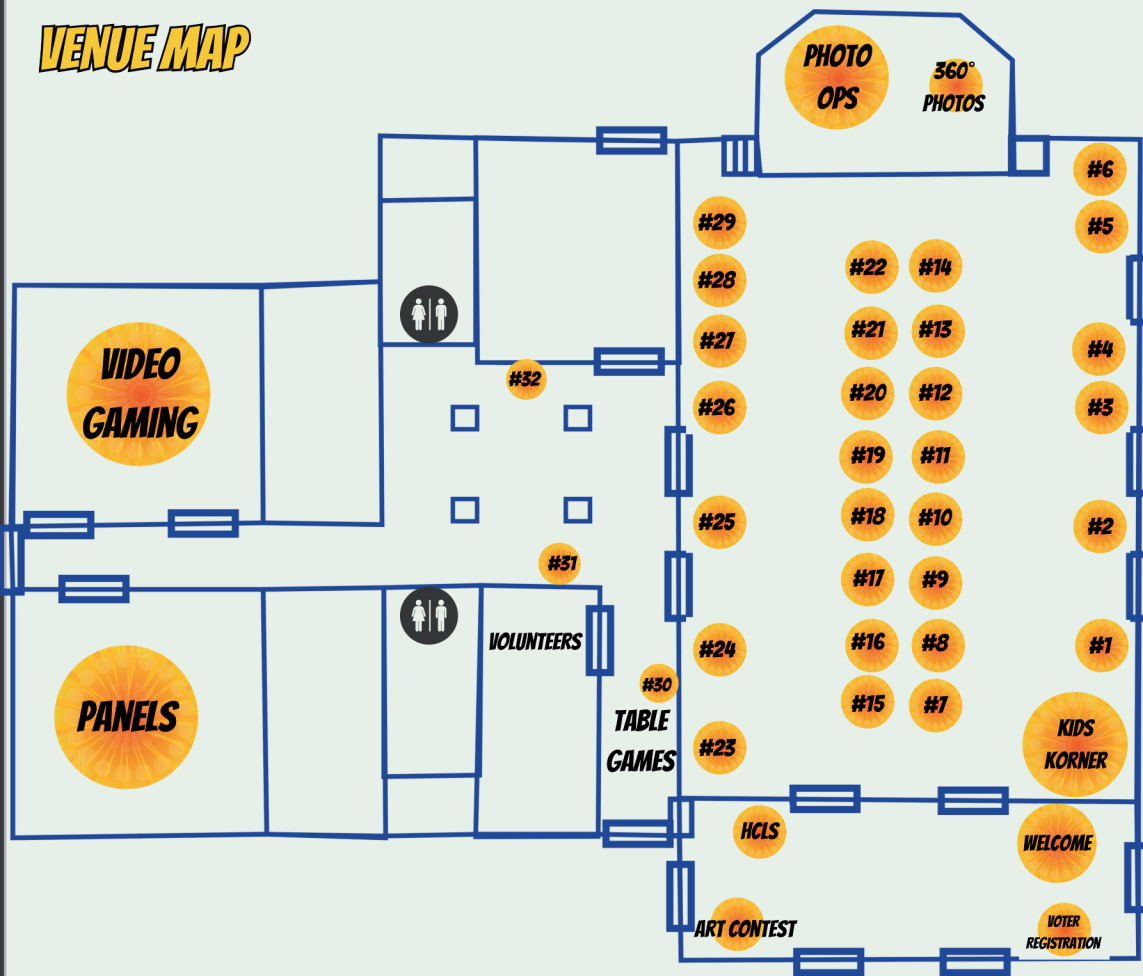 VENUE MAP
PHOTO
OPS
360°
PHOTOS
#6
#5
#29
#28
#27
#26
#25
#24
#23
#22
#14
#21
#13
#20
#12
#19
#11
#18
#10
#17
#9
#16
#8
#15
#7
#4
#3
#2
#1
VIDEO
GAMING
#32
#31
VOLUNTEERS
#30
TABLE
GAMES
PANELS
KIDS
KORNER
HCLS
WELCOME
ART CONTEST
VOTER
REGISTRATION